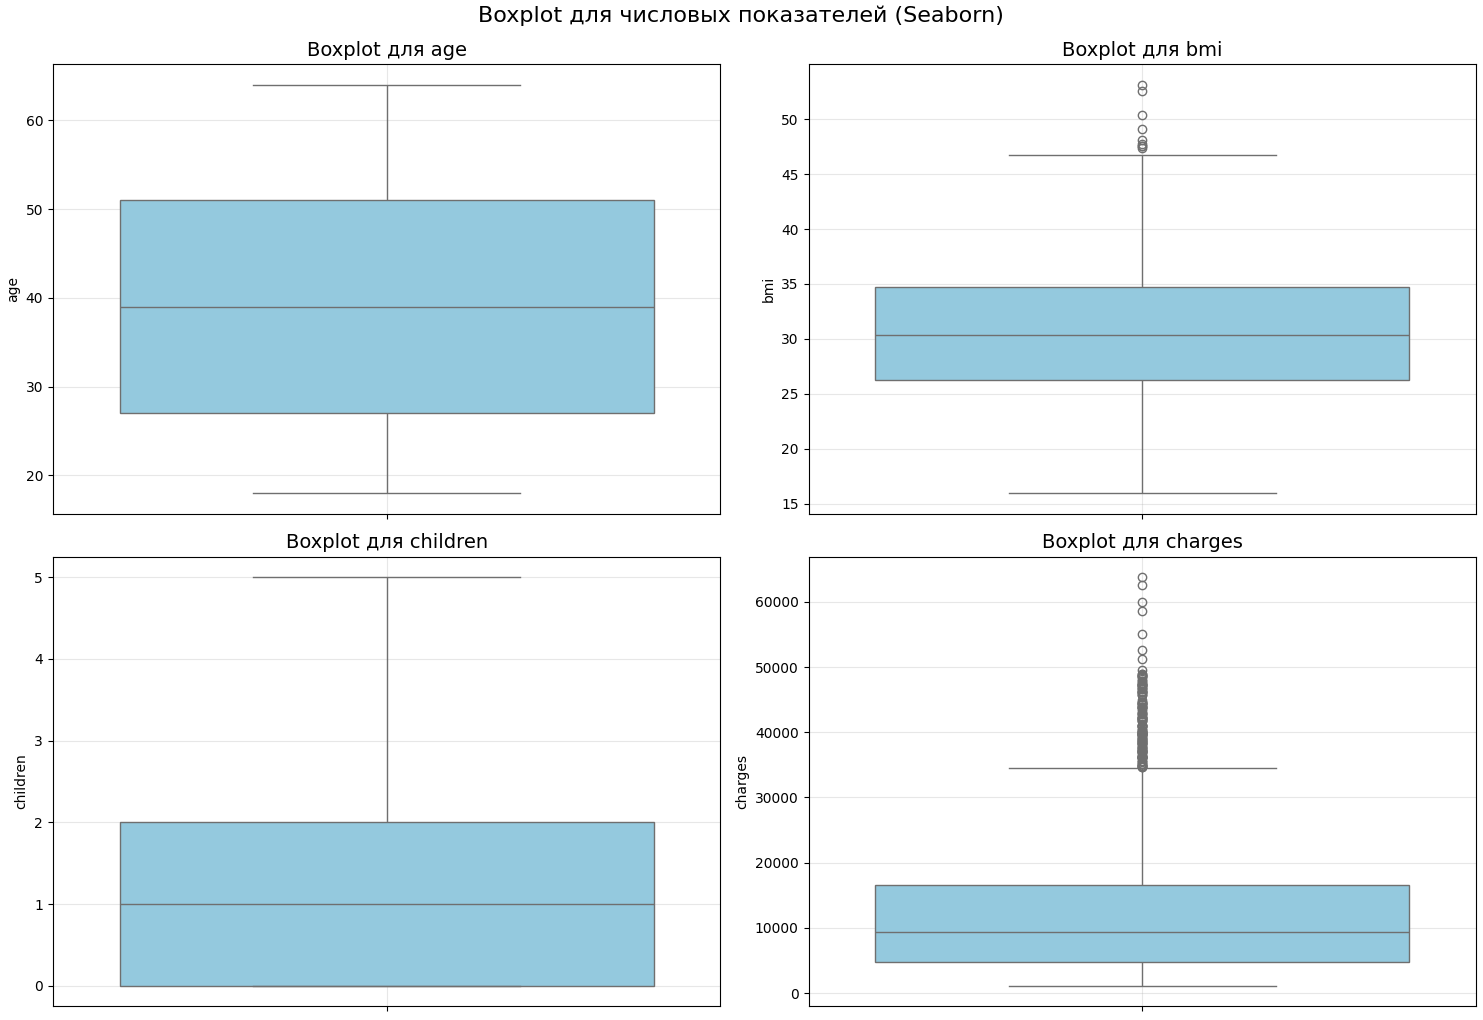 Boxplot для числовых показателей (Seaborn)
Boxplot для age
60
50
40
30
20
age
Boxplot для bmi
50
45
40
35
30
25
20
15
bmi
Boxplot для children
5
4
3
2
1
0
children
Boxplot для charges
60000
50000
40000
30000
20000
10000
0
charges